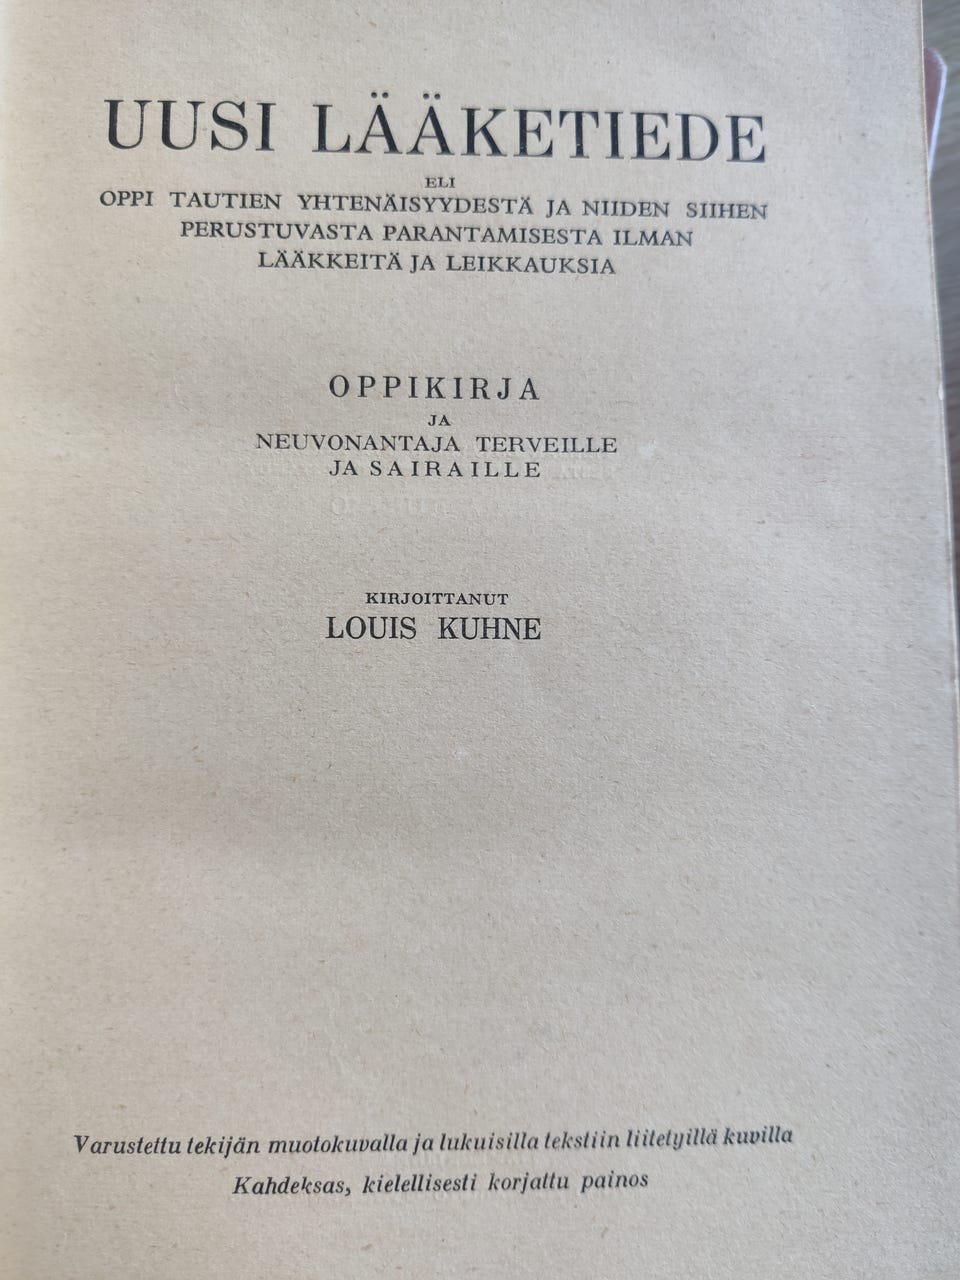 UUSI LÄÄKETIEDE
ELI
OPPI TAUTIEN YHTENÄISYYDESTÄ JA NIIDEN SIIHEN
PERUSTUVASTA PARANTAMISESTA ILMAN
LÄÄKKEITÄ JA LEIKKAUKSIA
OPPIKIRJA
JA
NEUVONANTAJA TERVEILLE
JA SAIRAILLE
KIRJOITTANUT
LOUIS KUHNE
Varustettu tekijän muotokuvalla ja lukuisilla tekstiin liitetyillä kuvilla
Kahdeksas, kielellisesti korjattu painos